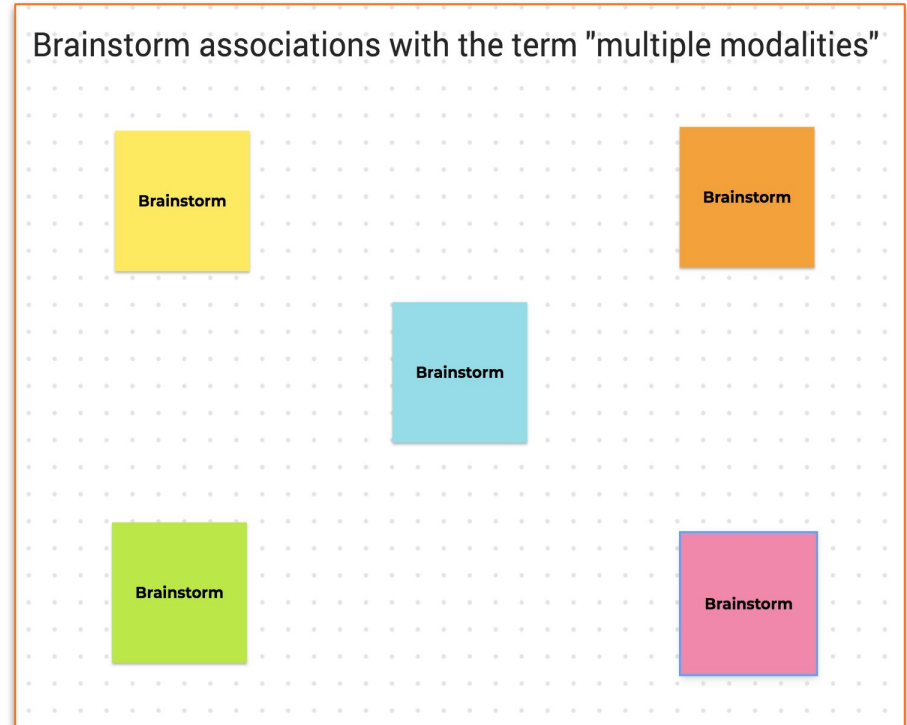 Brainstorm associations with the term "multiple modalities"
Brainstorm
Brainstorm
Brainstorm
Brainstorm
Brainstorm